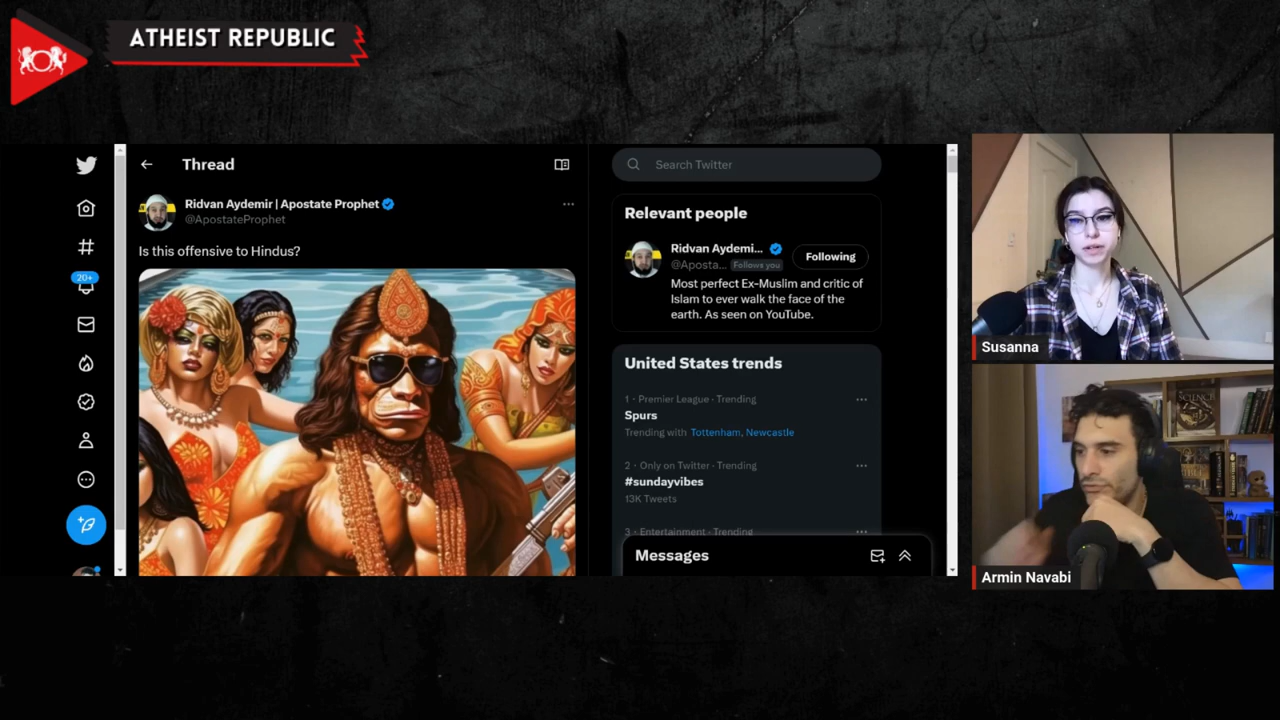 ATHEIST REPUBLIC
Thread
Ridvan Aydemir | Apostate Prophet
@ApostateProphet
Is this offensive to Hindus?
20+
Search Twitter
Relevant people
Ridvan Aydemi...
@Aposta... Follows you
Following
Most perfect Ex-Muslim and critic of
Islam to ever walk the face of the
earth. As seen on YouTube.
United States trends
1 · Premier League · Trending
Spurs
Trending with Tottenham, Newcastle
2 · Only on Twitter · Trending
#sundayvibes
13K Tweets
3 · Entertainment · Trending
Messages
Susanna
SCIENCE
Armin Navabi